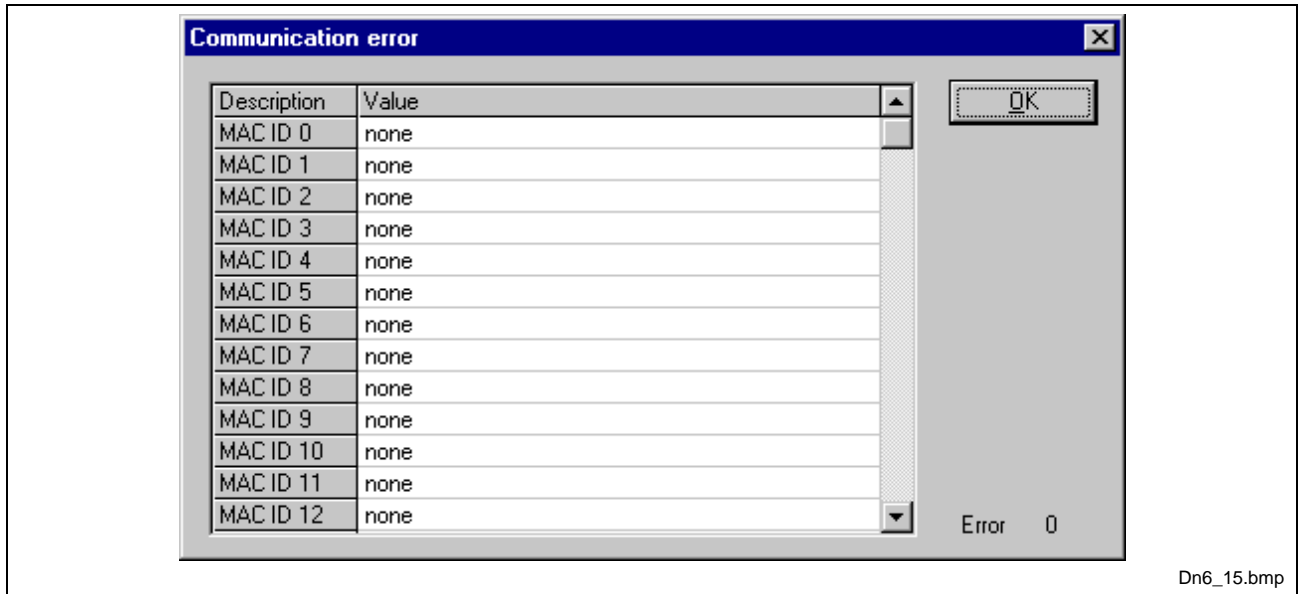 Communication error
Description Value
OK
MAC ID 0 none
MAC ID 1 none
MAC ID 2 none
MAC ID 3 none
MAC ID 4 none
MAC ID 5 none
MAC ID 6 none
MAC ID 7 none
MAC ID 8 none
MAC ID 9 none
MAC ID 10 none
MAC ID 11 none
MAC ID 12 none
Error 0
Dn6_15.bmp